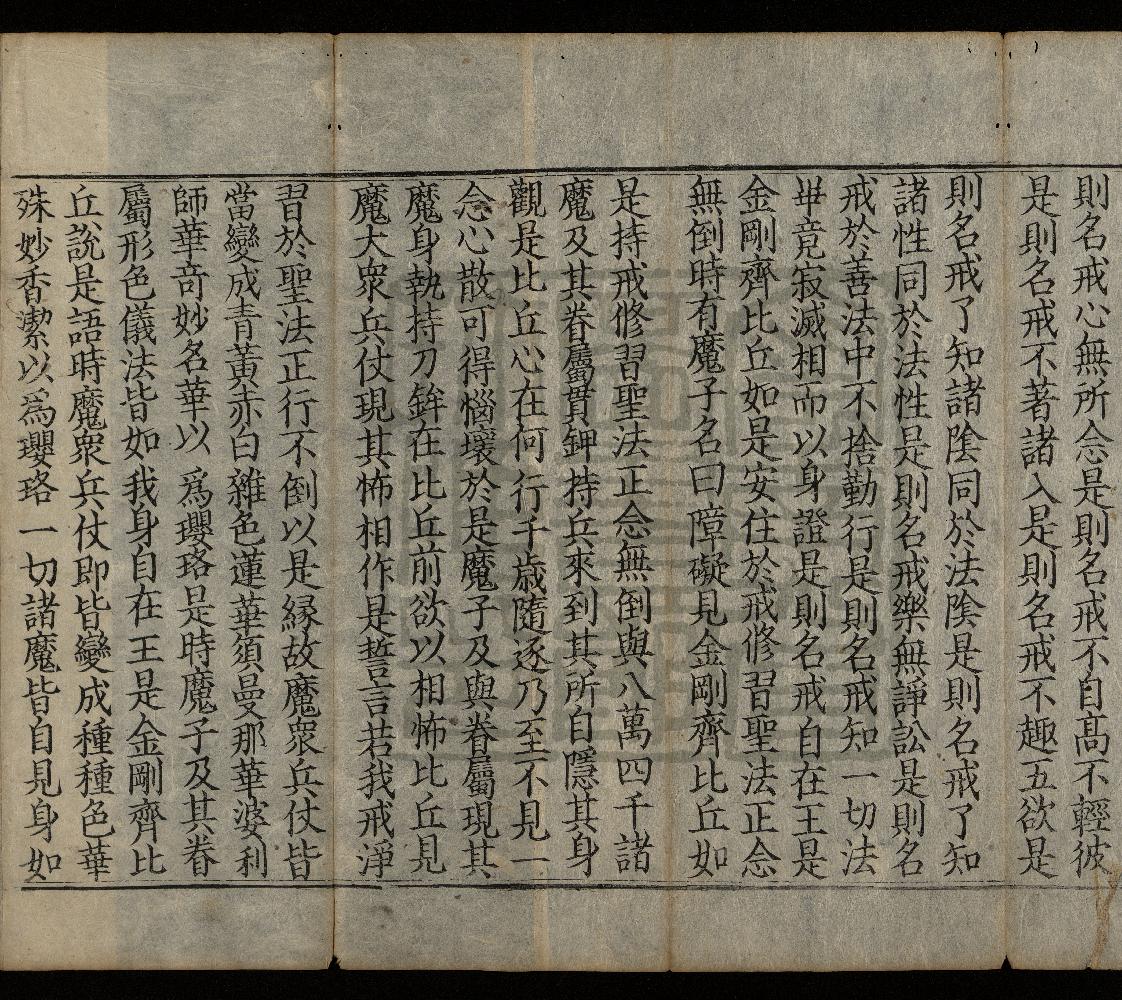 則名戒心無所念是則名戒不自髙不輕彼
是則名戒不著諸入是則名戒不趣五欲是
則名戒了知諸陰同於法陰是則名戒了知
諸性同於法性是則名戒樂無諍訟是則名
戒於善法中不捨勤行是則名戒知一切法
畢竟寂滅相而以身證是則名戒自在王是
金剛齊比丘如是安住於戒修習聖法正念
無倒時有魔子名曰障礙見金剛齊比丘如
是持戒修習聖法正念無倒與八萬四千諸
魔及其眷屬貫鉀持兵來到其所自隱其身
觀是比丘心在何行千歲隨逐乃至不見一
念心散可得惱壞於是魔子及與眷屬現其
魔身執持刀鉾在比丘前欲以相怖比丘見
魔大衆兵仗現其怖相作是誓言若我戒淨
習於聖法正行不倒以是縁故魔衆兵仗皆
當變成青黃赤白雜色蓮華須曼那華婆利
師華竒妙名華以為瓔珞是時魔子及其眷
屬形色儀法皆如我身自在王是金剛齊比
丘説是語時魔衆兵仗即皆變成種種色華
殊妙香潔以為瓔珞一切諸魔皆自見身如